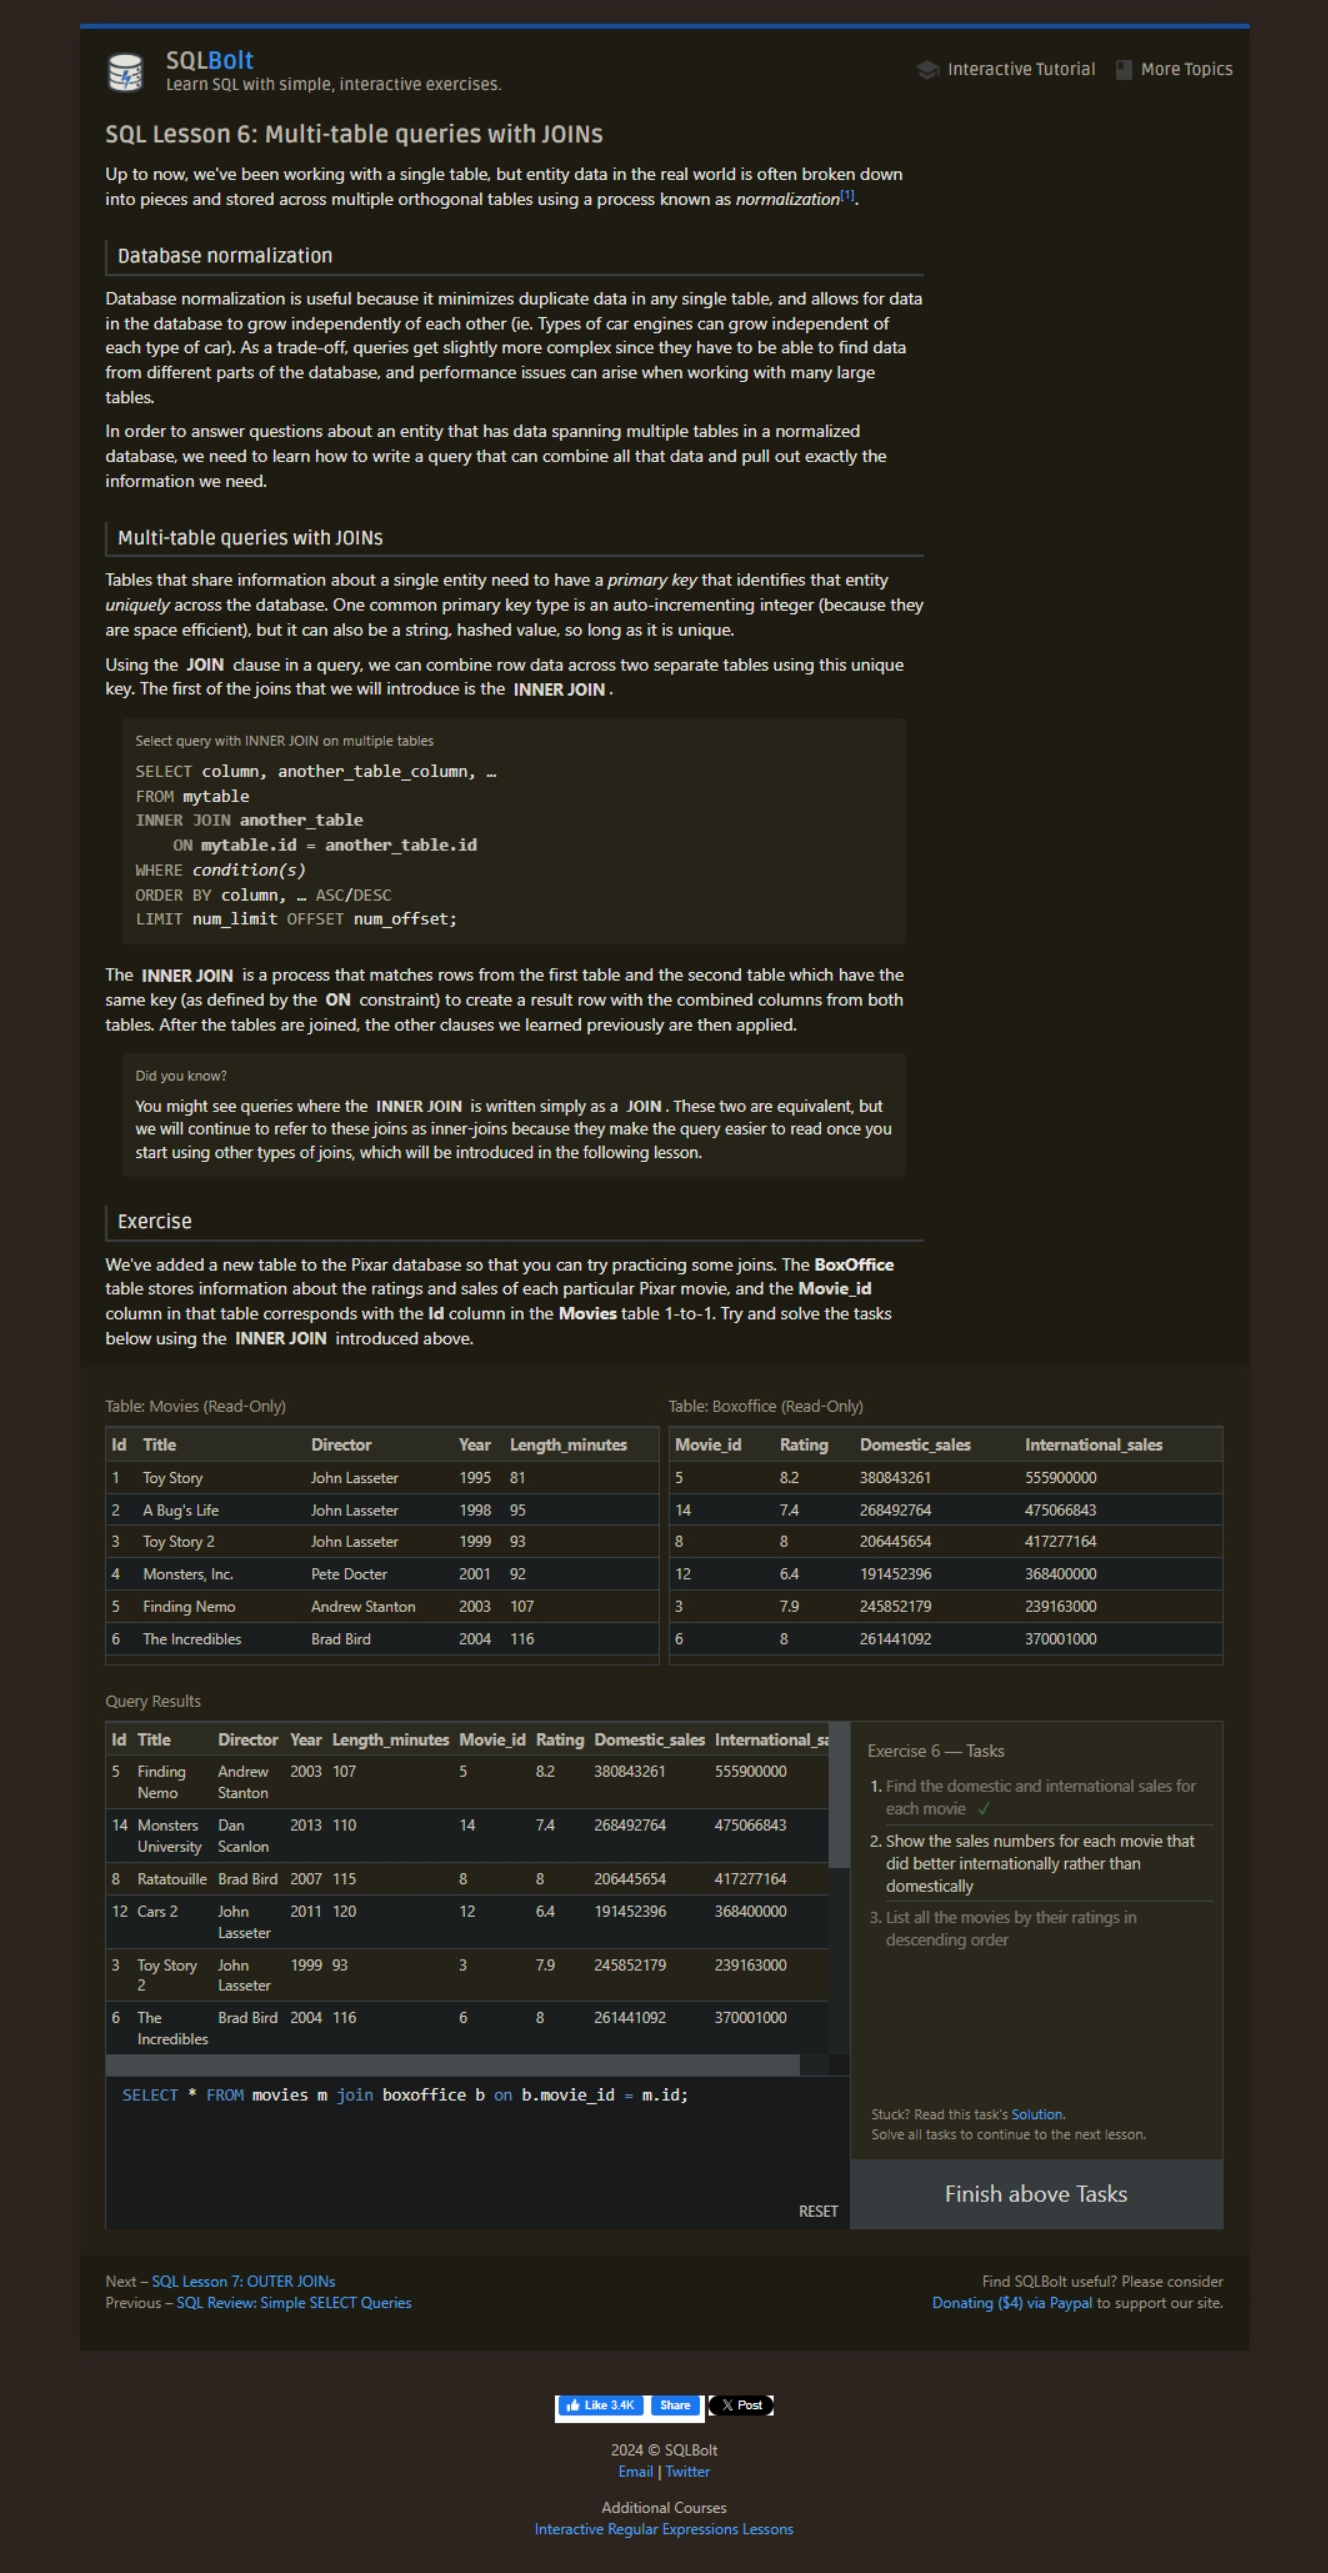 SQLBolt
Learn SQL with simple, interactive exercises.
Interactive Tutorial
More Topics
SQL Lesson 6: Multi-table queries with JOINs
Up to now, we've been working with a single table, but entity data in the real world is often broken down
into pieces and stored across multiple orthogonal tables using a process known as normalization[1].
Database normalization
Database normalization is useful because it minimizes duplicate data in any single table, and allows for data
in the database to grow independently of each other (ie. Types of car engines can grow independent of
each type of car). As a trade-off, queries get slightly more complex since they have to be able to find data
from different parts of the database, and performance issues can arise when working with many large
tables.
In order to answer questions about an entity that has data spanning multiple tables in a normalized
database, we need to learn how to write a query that can combine all that data and pull out exactly the
information we need.
Multi-table queries with JOINs
Tables that share information about a single entity need to have a primary key that identifies that entity
uniquely across the database. One common primary key type is an auto-incrementing integer (because they
are space efficient), but it can also be a string, hashed value, so long as it is unique.
Using the JOIN clause in a query, we can combine row data across two separate tables using this unique
key. The first of the joins that we will introduce is the INNER JOIN.
Select query with INNER JOIN on multiple tables
SELECT column, another_table_column, …
FROM mytable
INNER JOIN another_table
ON mytable.id = another_table.id
WHERE condition(s)
ORDER BY column, … ASC/DESC
LIMIT num_limit OFFSET num_offset;
The INNER JOIN is a process that matches rows from the first table and the second table which have the
same key (as defined by the ON constraint) to create a result row with the combined columns from both
tables. After the tables are joined, the other clauses we learned previously are then applied.
Did you know?
You might see queries where the INNER JOIN is written simply as a JOIN. These two are equivalent, but
we will continue to refer to these joins as inner-joins because they make the query easier to read once you
start using other types of joins, which will be introduced in the following lesson.
Exercise
We've added a new table to the Pixar database so that you can try practicing some joins. The BoxOffice
table stores information about the ratings and sales of each particular Pixar movie, and the Movie_id
column in that table corresponds with the Id column in the Movies table 1-to-1. Try and solve the tasks
below using the INNER JOIN introduced above.
Table: Movies (Read-Only)
Id Title Director Year Length_minutes
1 Toy Story John Lasseter 1995 81
2 A Bug's Life John Lasseter 1998 95
3 Toy Story 2 John Lasseter 1999 93
4 Monsters, Inc. Pete Docter 2001 92
5 Finding Nemo Andrew Stanton 2003 107
6 The Incredibles Brad Bird 2004 116
Table: Boxoffice (Read-Only)
Movie_id Rating Domestic_sales International_sales
5 8.2 380843261 555900000
14 7.4 268492764 475066843
8 8 206445654 417277164
12 6.4 191452396 368400000
3 7.9 245852179 239163000
6 8 261441092 370001000
Query Results
Id Title Director Year Length_minutes Movie_id Rating Domestic_sales International_sa
5 Finding Nemo Andrew Stanton 2003 107 5 8.2 380843261 555900000
14 Monsters University Dan Scanlon 2013 110 14 7.4 268492764 475066843
8 Ratatouille Brad Bird 2007 115 8 8 206445654 417277164
12 Cars 2 John Lasseter 2011 120 12 6.4 191452396 368400000
3 Toy Story 2 John Lasseter 1999 93 3 7.9 245852179 239163000
6 The Incredibles Brad Bird 2004 116 6 8 261441092 370001000
SELECT * FROM movies m join boxoffice b on b.movie_id = m.id;
RESET
Exercise 6 — Tasks
1. Find the domestic and international sales for
each movie ✓
2. Show the sales numbers for each movie that
did better internationally rather than
domestically
3. List all the movies by their ratings in
descending order
Stuck? Read this task's Solution.
Solve all tasks to continue to the next lesson.
Finish above Tasks
Next – SQL Lesson 7: OUTER JOINs
Previous – SQL Review: Simple SELECT Queries
Find SQLBolt useful? Please consider
Donating ($4) via Paypal to support our site.
Like 3.4K
Share
X Post
2024 © SQLBolt
Email | Twitter
Additional Courses
Interactive Regular Expressions Lessons